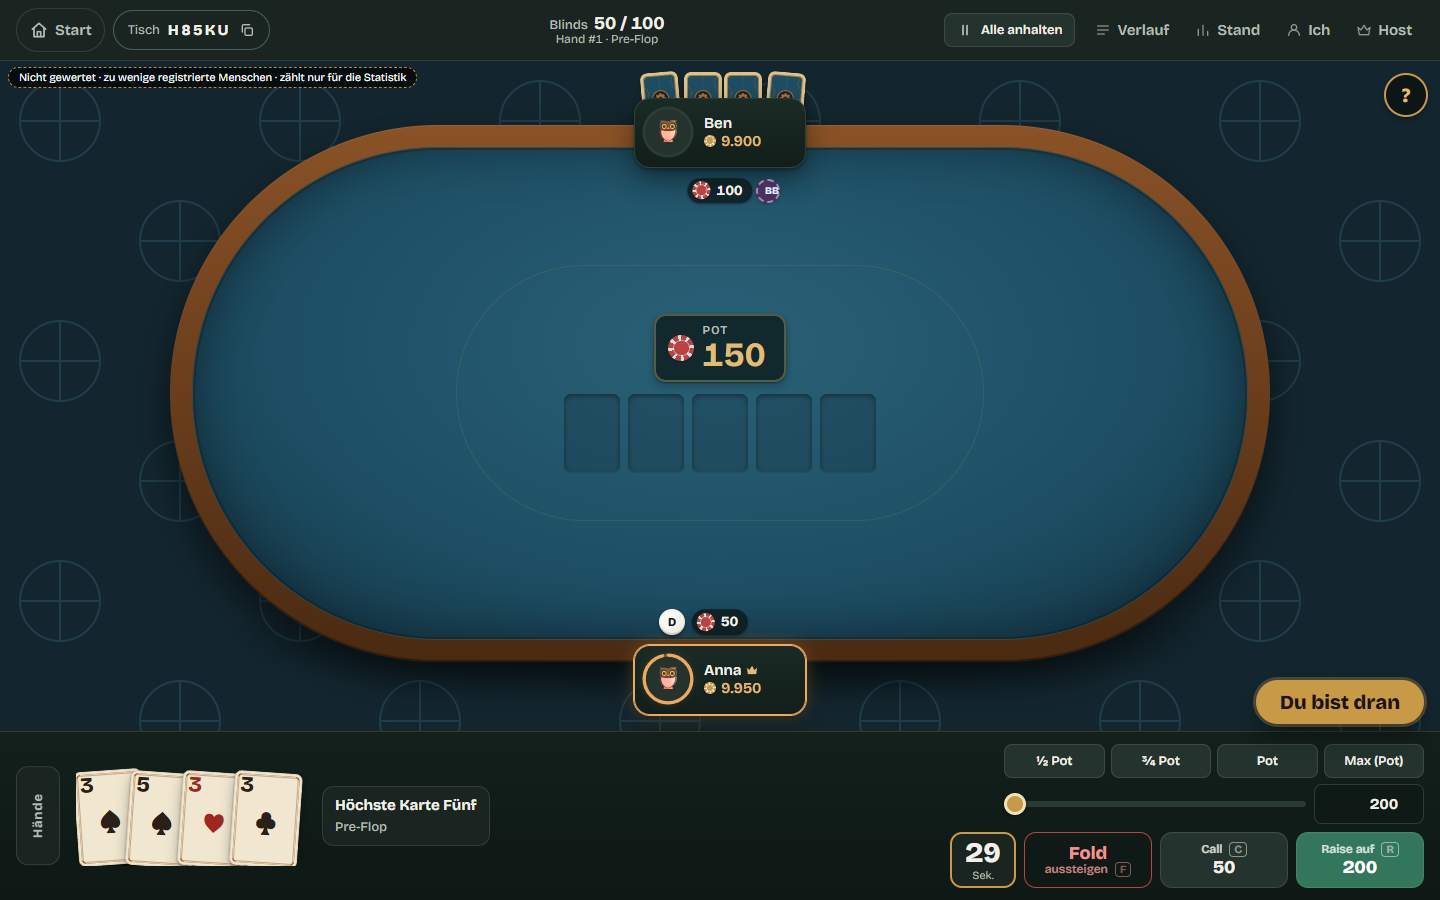 Start
Tisch H85KU
Blinds 50 / 100
Hand #1 · Pre-Flop
Alle anhalten
Verlauf
Stand
Ich
Host
Nicht gewertet · zu wenige registrierte Menschen · zählt nur für die Statistik
?
Ben
9.900
100
BB
POT
150
D
50
Anna
9.950
Du bist dran
Hände
3
5
3
3
Höchste Karte Fünf
Pre-Flop
½ Pot
¾ Pot
Pot
Max (Pot)
200
29
Sek.
Fold
aussteigen F
Call C
50
Raise auf R
200